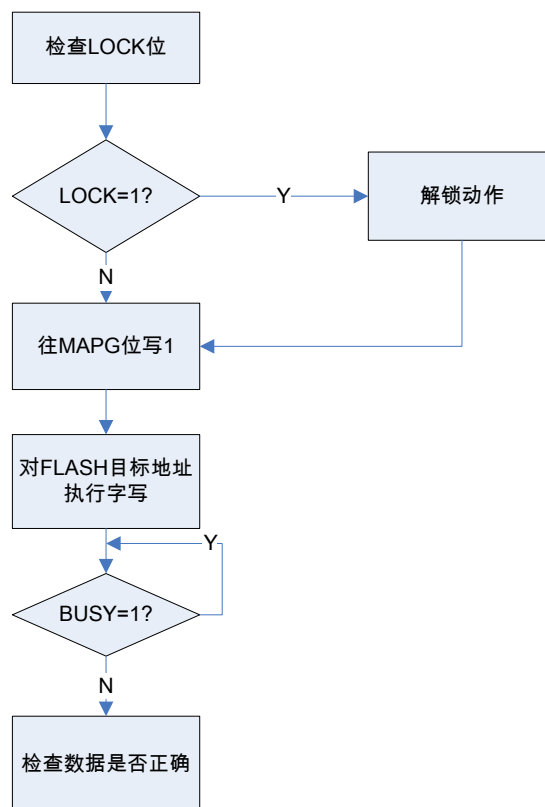 检查LOCK位
LOCK=1?
Y
解锁动作
N
往MAPG位写1
对FLASH目标地址
执行字写
Y
BUSY=1?
N
检查数据是否正确